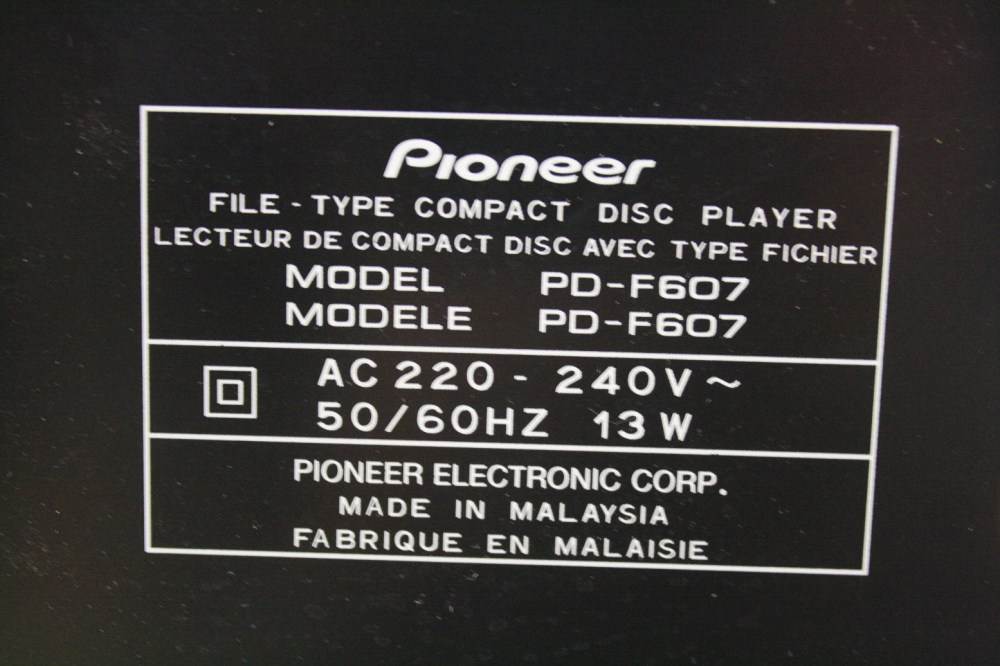 Pioneer
FILE - TYPE COMPACT DISC PLAYER
LECTEUR DE COMPACT DISC AVEC TYPE FICHIER
MODEL PD-F607
MODELE PD-F607
AC 220 - 240V ~
50/60HZ 13 W
PIONEER ELECTRONIC CORP.
MADE IN MALAYSIA
FABRIQUE EN MALAISIE